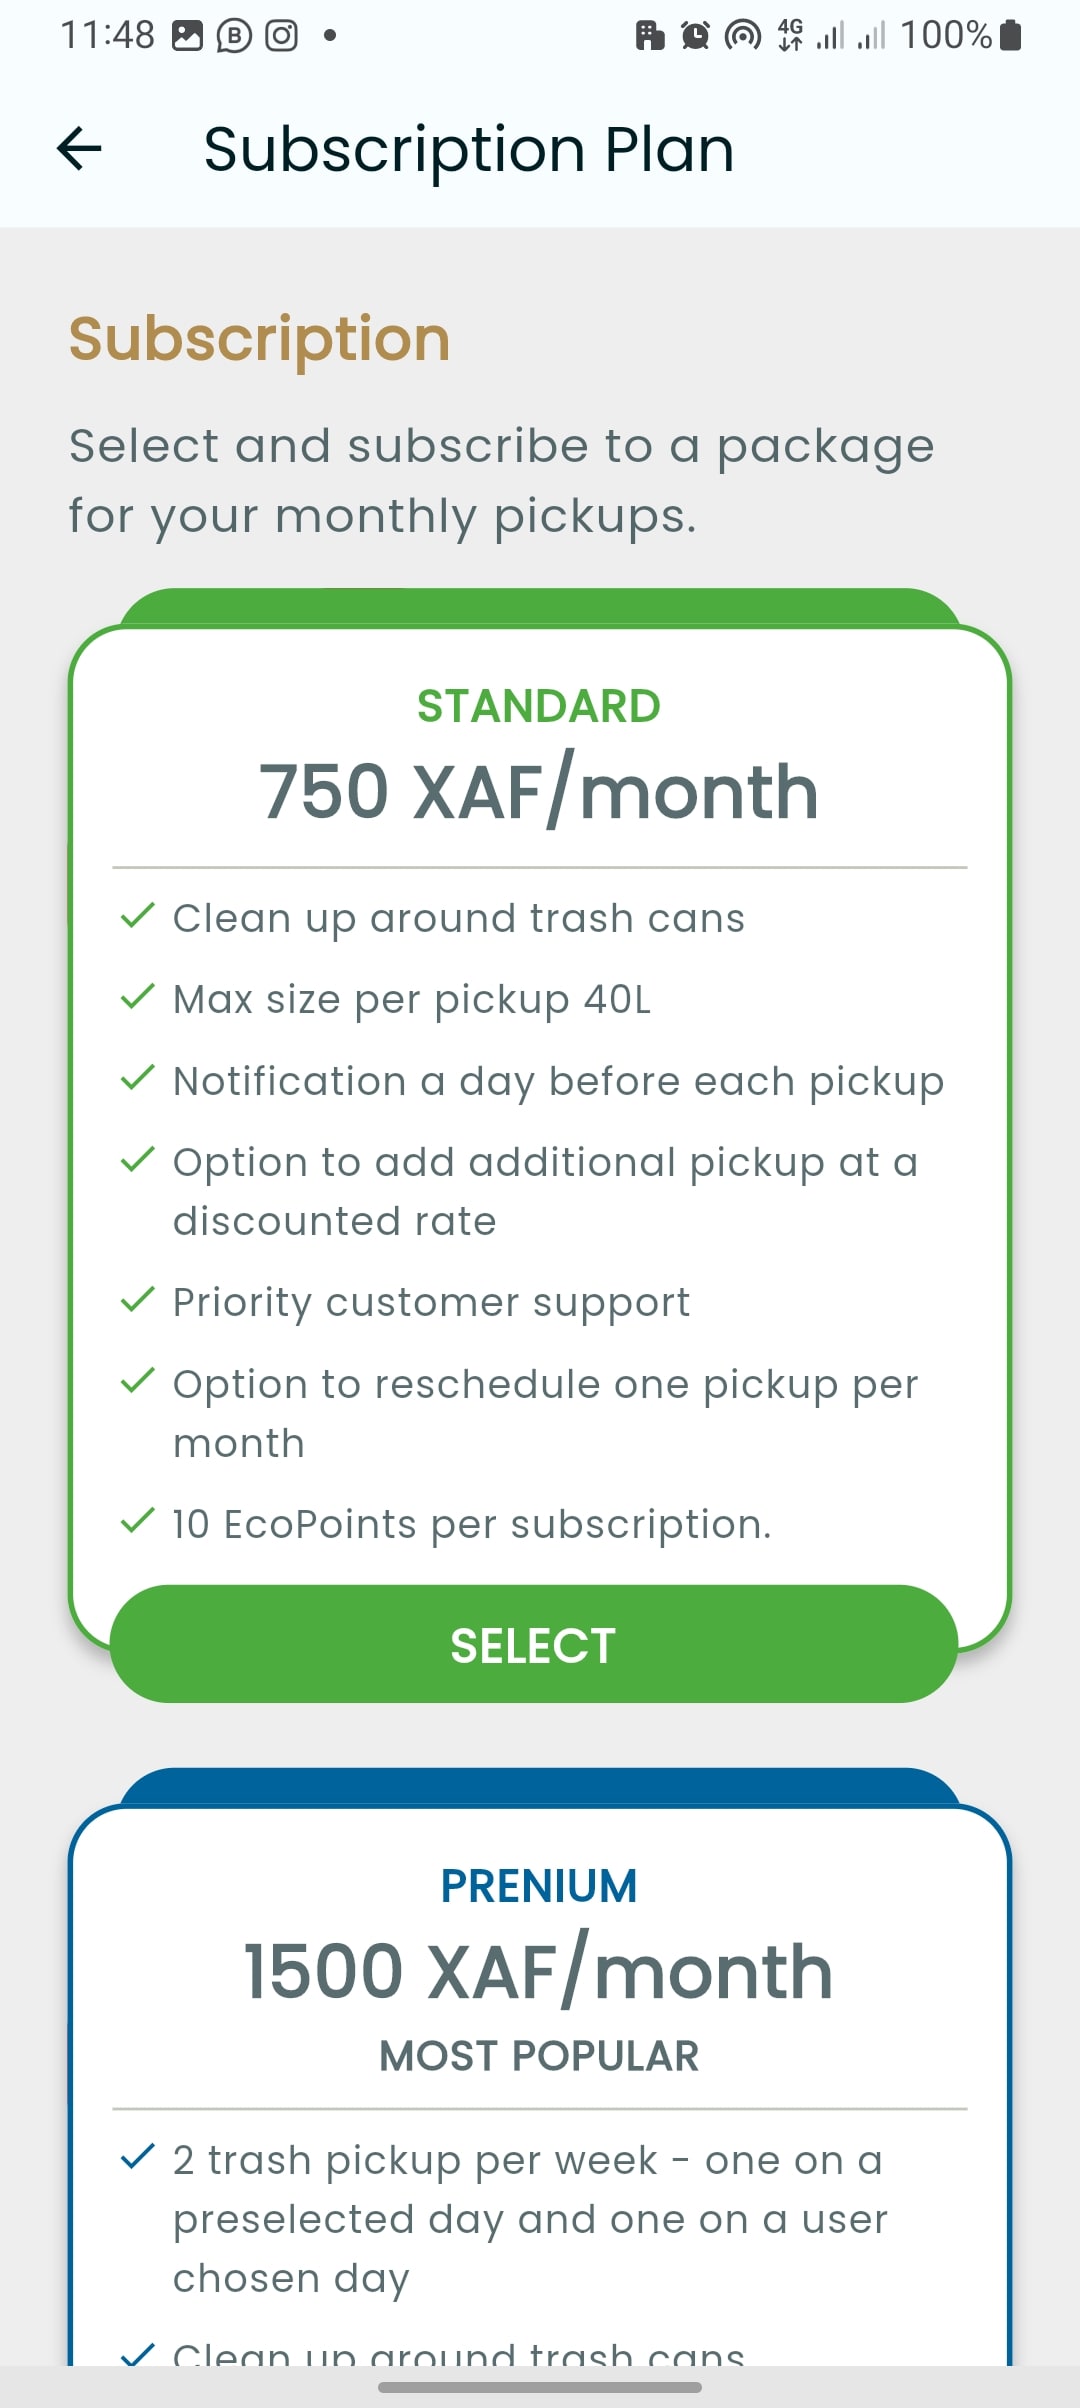 11:48
4G
100%
Subscription Plan
Subscription
Select and subscribe to a package
for your monthly pickups.
STANDARD
750 XAF/month
Clean up around trash cans
Max size per pickup 40L
Notification a day before each pickup
Option to add additional pickup at a
discounted rate
Priority customer support
Option to reschedule one pickup per
month
10 EcoPoints per subscription.
SELECT
PRENIUM
1500 XAF/month
MOST POPULAR
2 trash pickup per week - one on a
preselected day and one on a user
chosen day
Clean up around trash cans